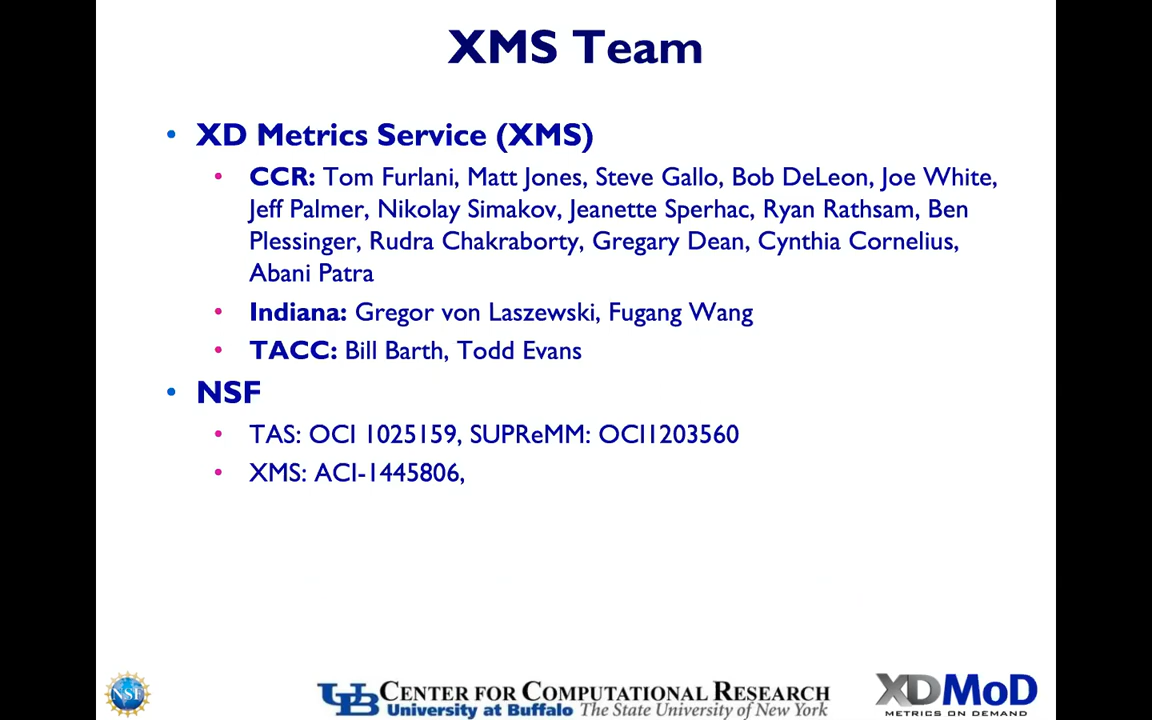 XMS Team
• XD Metrics Service (XMS)
• CCR: Tom Furlani, Matt Jones, Steve Gallo, Bob DeLeon, Joe White,
Jeff Palmer, Nikolay Simakov, Jeanette Sperhac, Ryan Rathsam, Ben
Plessinger, Rudra Chakraborty, Gregary Dean, Cynthia Cornelius,
Abani Patra
• Indiana: Gregor von Laszewski, Fugang Wang
• TACC: Bill Barth, Todd Evans
• NSF
• TAS: OCI 1025159, SUPReMM: OCI1203560
• XMS: ACI-1445806,
NSF
UB CENTER FOR COMPUTATIONAL RESEARCH
University at Buffalo The State University of New York
XDMoD
METRICS ON DEMAND